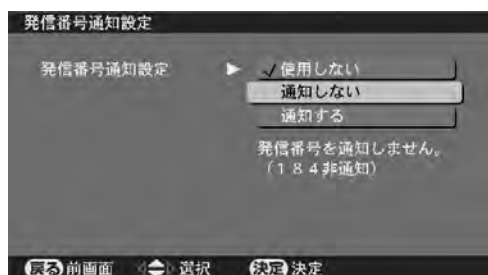 発信番号通知設定
発信番号通知設定 ▶ ✓使用しない
通知しない
通知する
発信番号を通知しません。
（１８４非通知）
戻る 前画面 選択 決定 決定